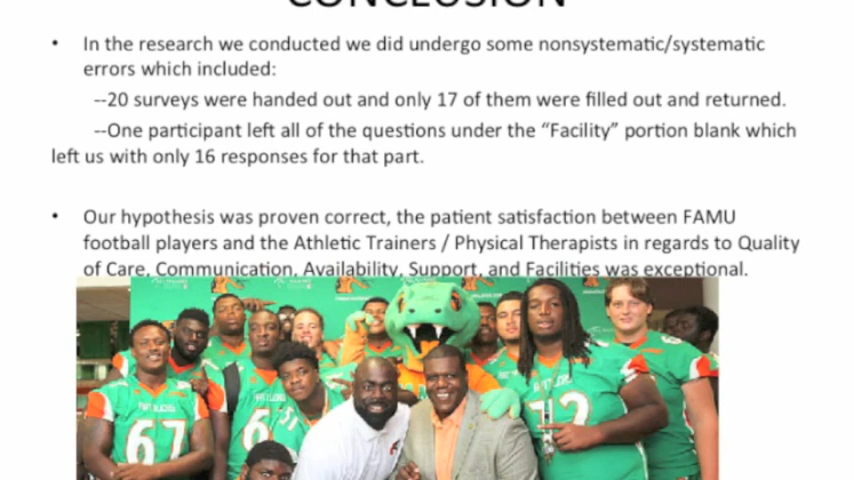 CONCLUSION
• In the research we conducted we did undergo some nonsystematic/systematic
errors which included:
--20 surveys were handed out and only 17 of them were filled out and returned.
--One participant left all of the questions under the “Facility” portion blank which
left us with only 16 responses for that part.
• Our hypothesis was proven correct, the patient satisfaction between FAMU
football players and the Athletic Trainers / Physical Therapists in regards to Quality
of Care, Communication, Availability, Support, and Facilities was exceptional.
67
6
51
72